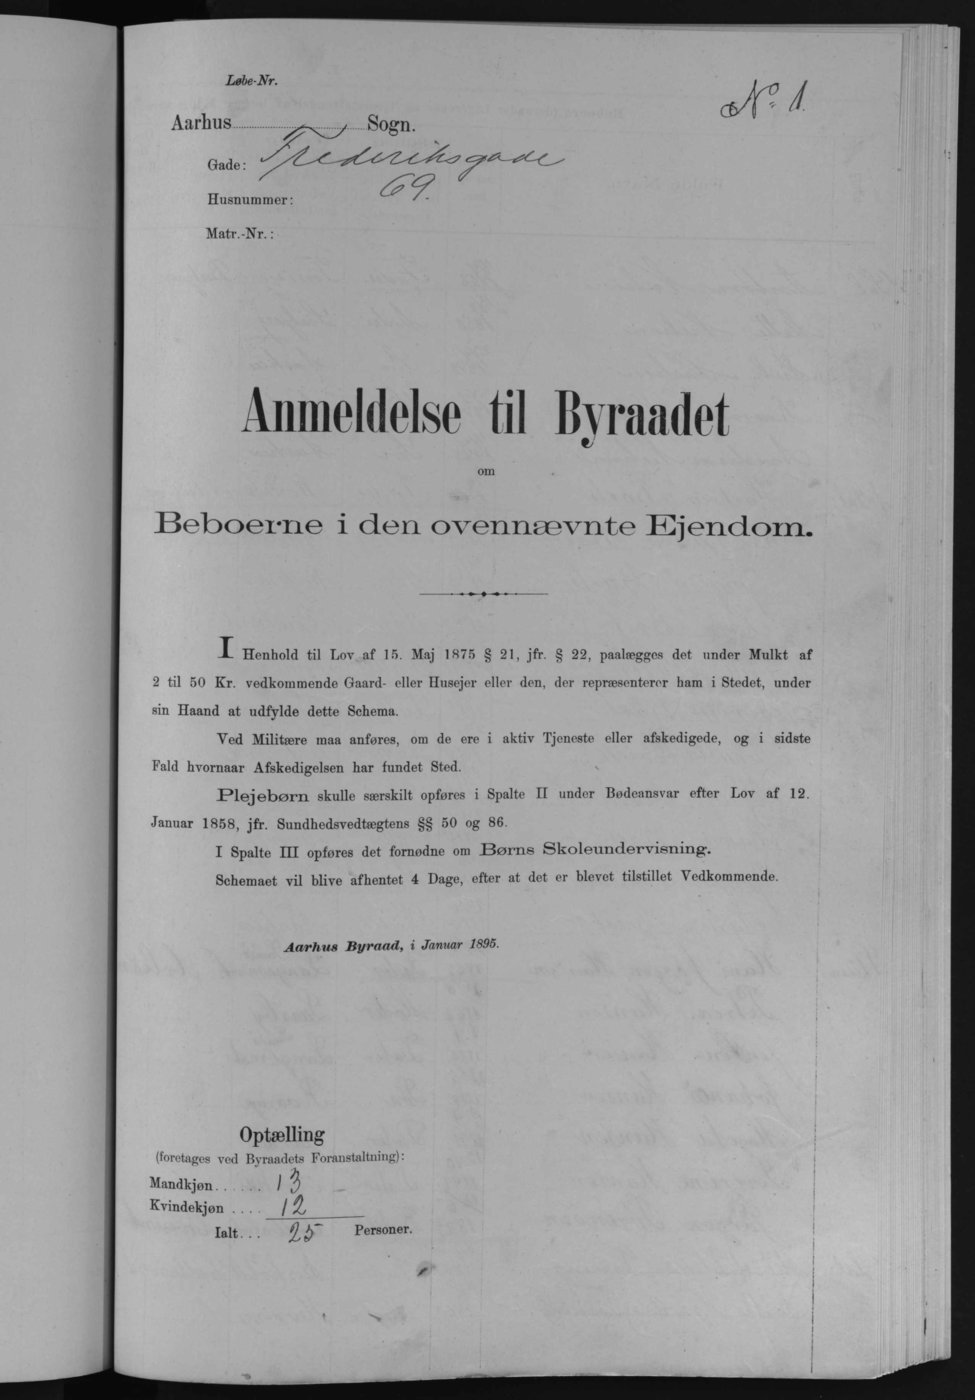 Løbe-Nr.
No. 1.
Aarhus Sogn.
Gade: Frederiksgade
Husnummer: 69.
Matr.-Nr.:
Anmeldelse til Byraadet
om
Beboerne i den ovennævnte Ejendom.
I Henhold til Lov af 15. Maj 1875 § 21, jfr. § 22, paalægges det under Mulkt af
2 til 50 Kr. vedkommende Gaard- eller Husejer eller den, der repræsenterer ham i Stedet, under
sin Haand at udfylde dette Schema.
Ved Militære maa anføres, om de ere i aktiv Tjeneste eller afskedigede, og i sidste
Fald hvornaar Afskedigelsen har fundet Sted.
Plejebørn skulle særskilt opføres i Spalte II under Bødeansvar efter Lov af 12.
Januar 1858, jfr. Sundhedsvedtægtens §§ 50 og 86.
I Spalte III opføres det fornødne om Børns Skoleundervisning.
Schemaet vil blive afhentet 4 Dage, efter at det er blevet tilstillet Vedkommende.
Aarhus Byraad, i Januar 1895.
Optælling
(foretages ved Byraadets Foranstaltning):
Mandkjøn...... 13
Kvindekjøn .... 12
Ialt... 25 Personer.